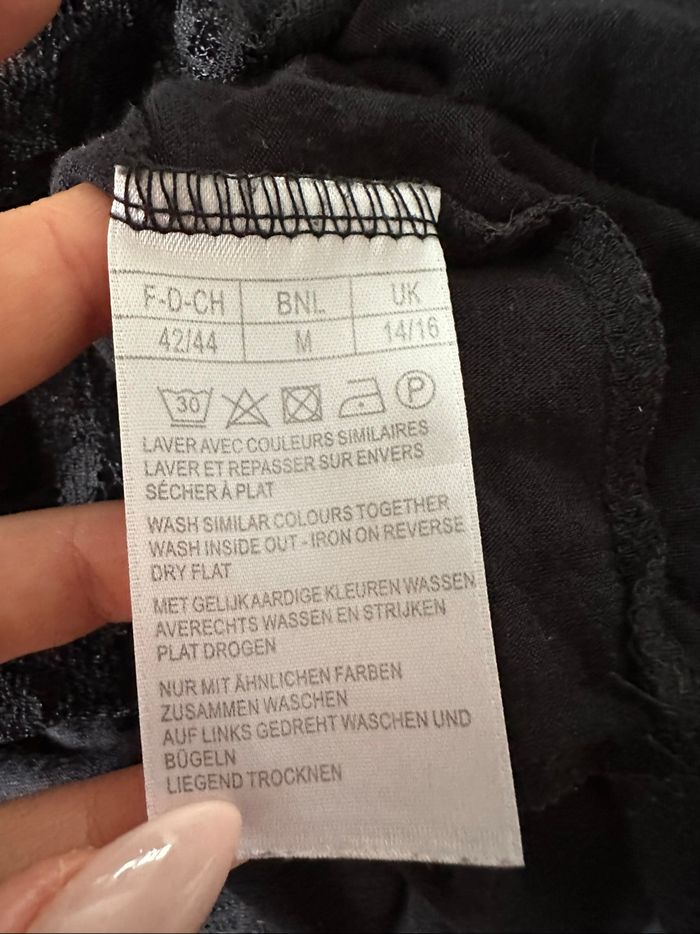 F-D-CH BNL UK
42/44 M 14/16
30 P
LAVER AVEC COULEURS SIMILAIRES
LAVER ET REPASSER SUR ENVERS
SÉCHER À PLAT
WASH SIMILAR COLOURS TOGETHER
WASH INSIDE OUT - IRON ON REVERSE
DRY FLAT
MET GELIJKAARDIGE KLEUREN WASSEN
AVERECHTS WASSEN EN STRIJKEN
PLAT DROGEN
NUR MIT ÄHNLICHEN FARBEN
ZUSAMMEN WASCHEN
AUF LINKS GEDREHT WASCHEN UND
BÜGELN
LIEGEND TROCKNEN